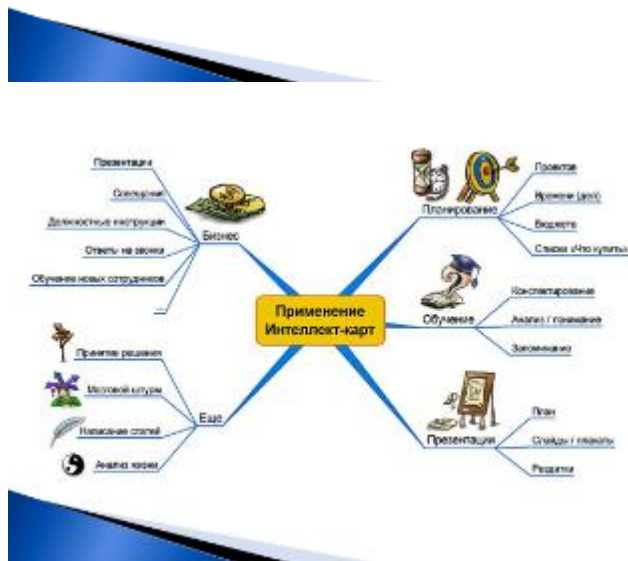 Применение
Интеллект-карт
Бизнес
Презентации
Совещания
Должностные инструкции
Ответы на звонки
Обучение новых сотрудников
...
Планирование
Проектов
Времени (дел)
Бюджета
Списки «Что купить»
Обучение
Конспектирование
Анализ / понимание
Запоминание
Презентации
План
Слайды / плакаты
Раздатки
Еще
Принятие решения
Мозговой штурм
Написание статей
Анализ жизни